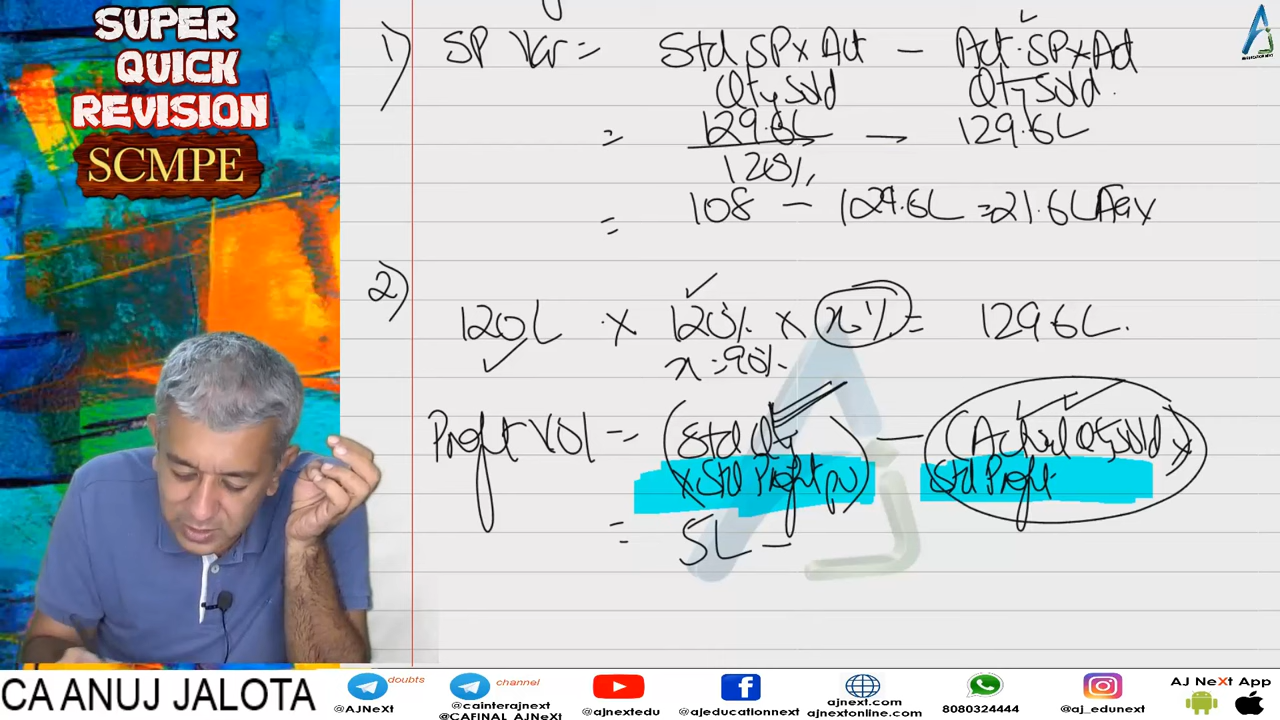 SUPER
QUICK
REVISION
SCMPE
1) SP Var = Std SP x Act Qty Sold - Act. SP x Act Qty Sold.
= 129.6L / 120% - 129.6L
= 108 - 129.6L = 21.6L Fav
2) 120L x 120% x x% = 129.6L.
x = 90%
Profit Vol = (Std Qty x Std Profit pu) - (Actual Qty Sold x Std Profit)
= 5L -
CA ANUJ JALOTA
doubts
@AJNeXt
channel
@cainterajnext
@CAFINAL_AJNeXt
@ajnextedu
@ajeducationnext
ajnext.com
ajnextonline.com
8080324444
@aj_edunext
AJ NeXt App